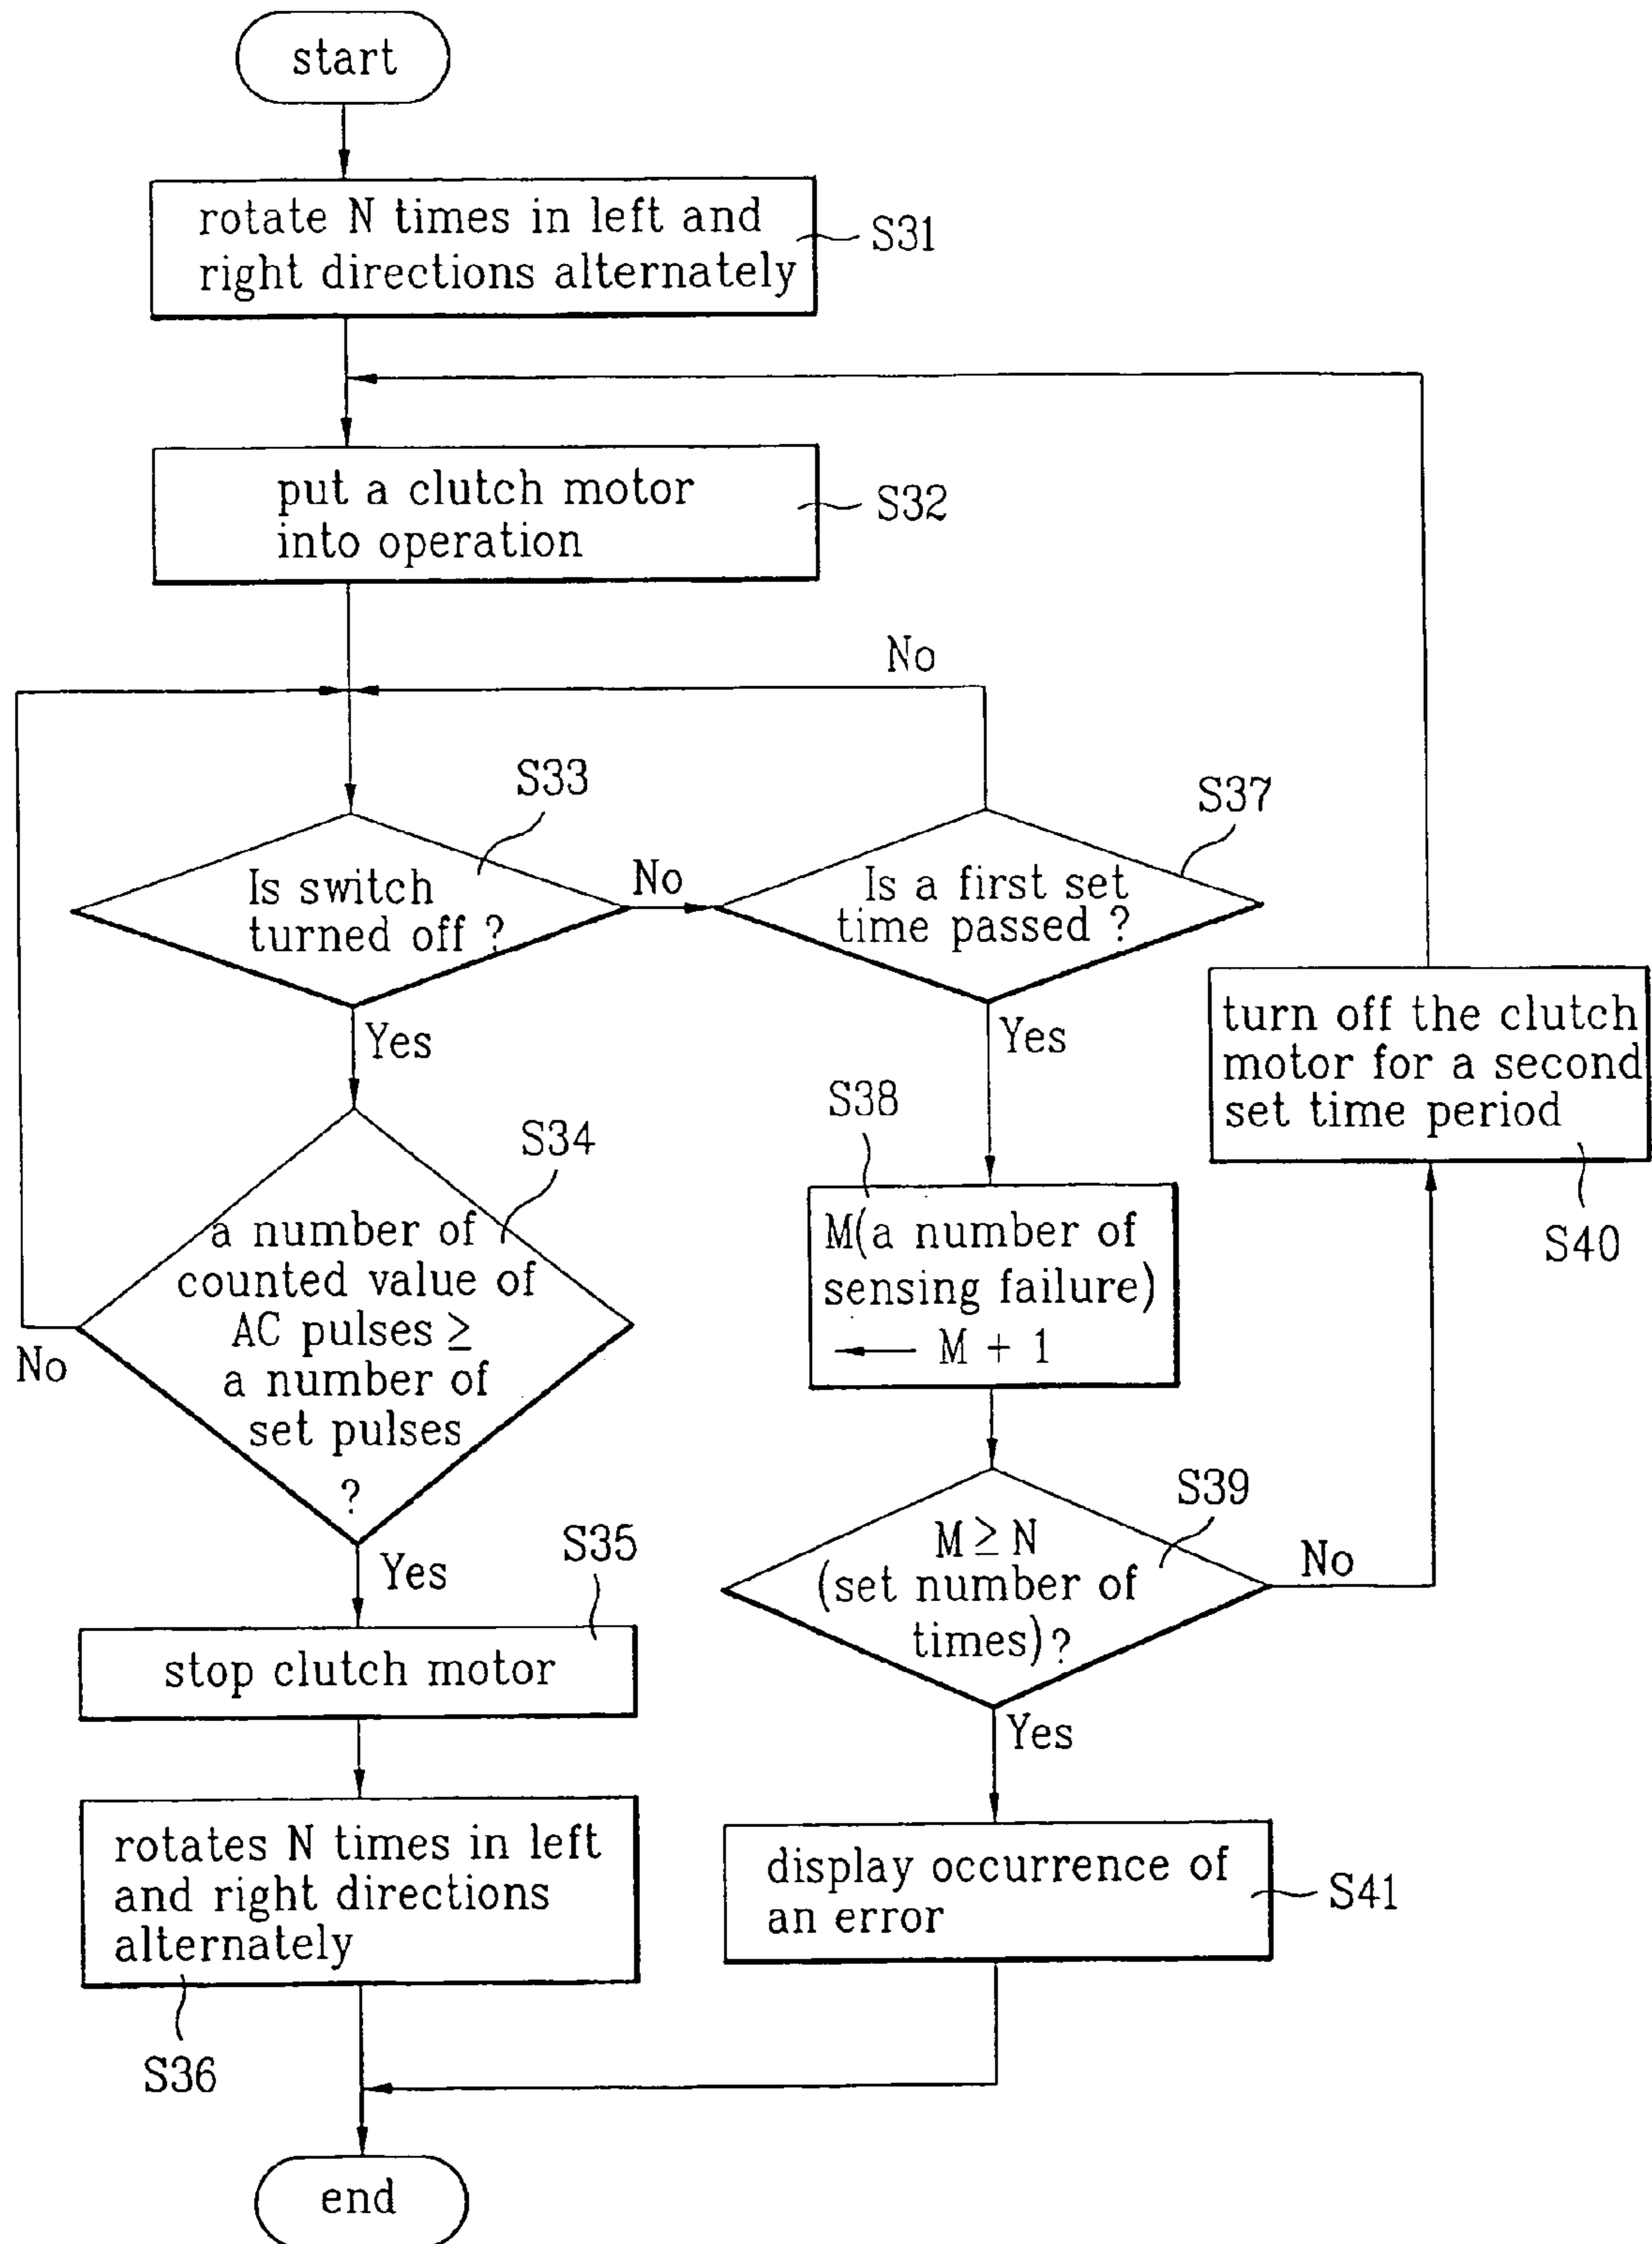 start
rotate N times in left and
right directions alternately
S31
put a clutch motor
into operation
S32
No
S33
Is switch
turned off ?
No
S37
Is a first set
time passed ?
Yes
Yes
turn off the clutch
motor for a second
set time period
S40
S34
a number of
counted value of
AC pulses ≥
a number of
set pulses
?
No
Yes
S38
M(a number of
sensing failure)
← M + 1
S39
M ≥ N
(set number of
times)?
No
Yes
S35
stop clutch motor
rotates N times in left
and right directions
alternately
S36
display occurrence of
an error
S41
end